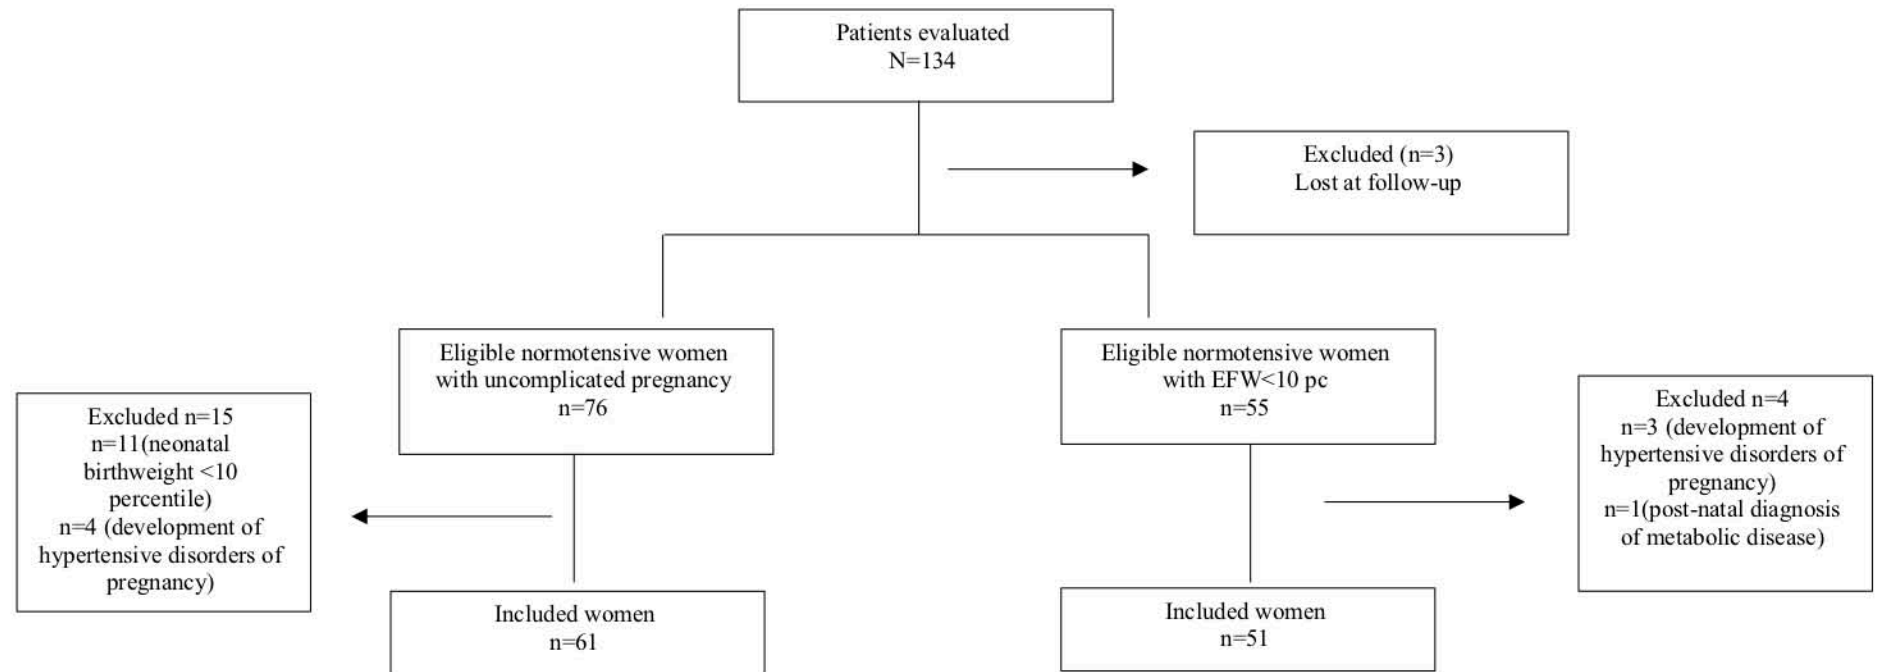 Patients evaluated
N=134
Excluded (n=3)
Lost at follow-up
Eligible normotensive women
with uncomplicated pregnancy
n=76
Eligible normotensive women
with EFW<10 pc
n=55
Excluded n=15
n=11(neonatal
birthweight <10
percentile)
n=4 (development of
hypertensive disorders of
pregnancy)
Excluded n=4
n=3 (development of
hypertensive disorders of
pregnancy)
n=1(post-natal diagnosis
of metabolic disease)
Included women
n=61
Included women
n=51